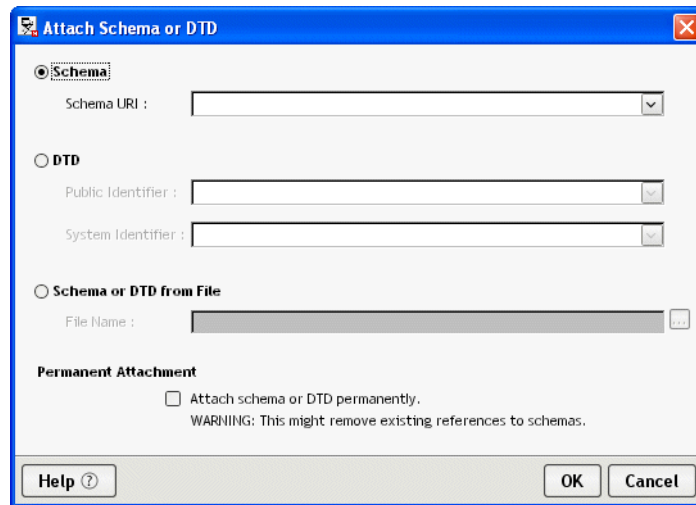 Attach Schema or DTD
Schema
Schema URI :
DTD
Public Identifier :
System Identifier :
Schema or DTD from File
File Name :
...
Permanent Attachment
Attach schema or DTD permanently.
WARNING: This might remove existing references to schemas.
Help ?
OK Cancel